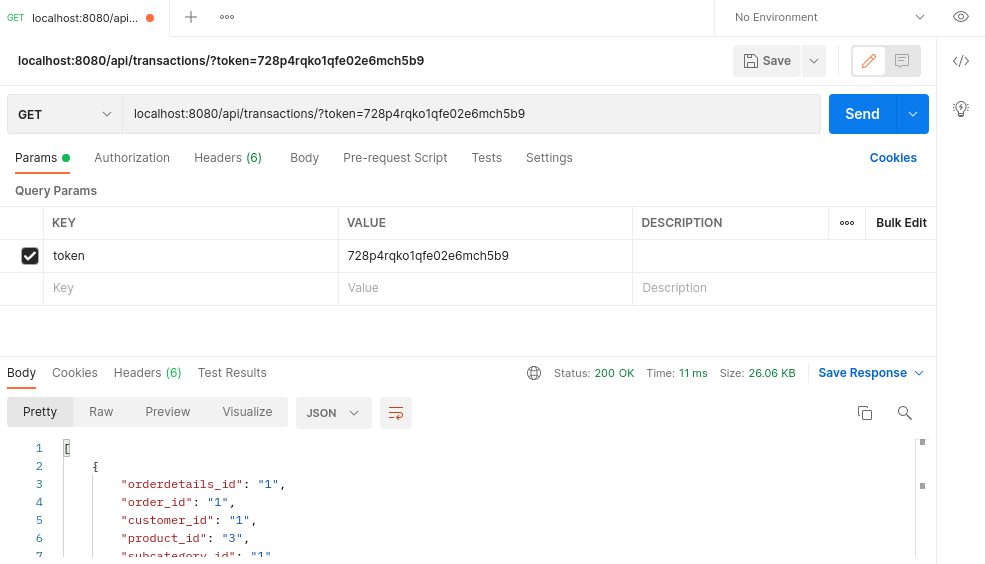 GET localhost:8080/api... No Environment
localhost:8080/api/transactions/?token=728p4rqko1qfe02e6mch5b9 Save
GET localhost:8080/api/transactions/?token=728p4rqko1qfe02e6mch5b9 Send
Params Authorization Headers (6) Body Pre-request Script Tests Settings Cookies
Query Params
KEY VALUE DESCRIPTION Bulk Edit
token 728p4rqko1qfe02e6mch5b9
Key Value Description
Body Cookies Headers (6) Test Results Status: 200 OK Time: 11 ms Size: 26.06 KB Save Response
Pretty Raw Preview Visualize JSON
1 [
2 {
3 "orderdetails_id": "1",
4 "order_id": "1",
5 "customer_id": "1",
6 "product_id": "3",
7 "subcategory_id": "1"